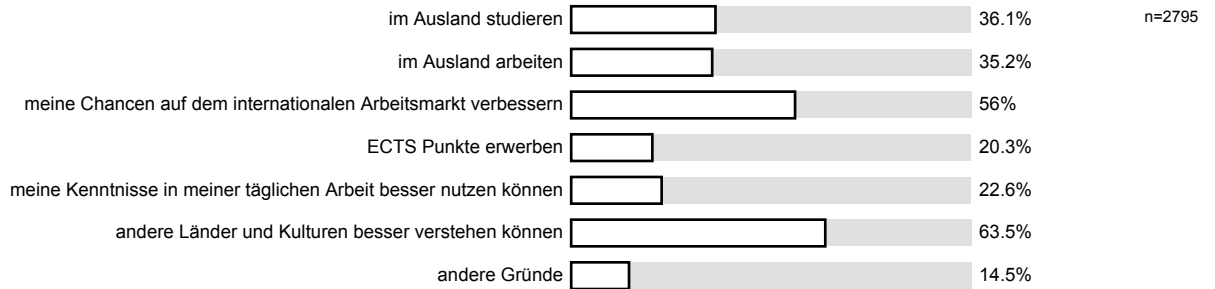 im Ausland studieren 36.1% n=2795
im Ausland arbeiten 35.2%
meine Chancen auf dem internationalen Arbeitsmarkt verbessern 56%
ECTS Punkte erwerben 20.3%
meine Kenntnisse in meiner täglichen Arbeit besser nutzen können 22.6%
andere Länder und Kulturen besser verstehen können 63.5%
andere Gründe 14.5%